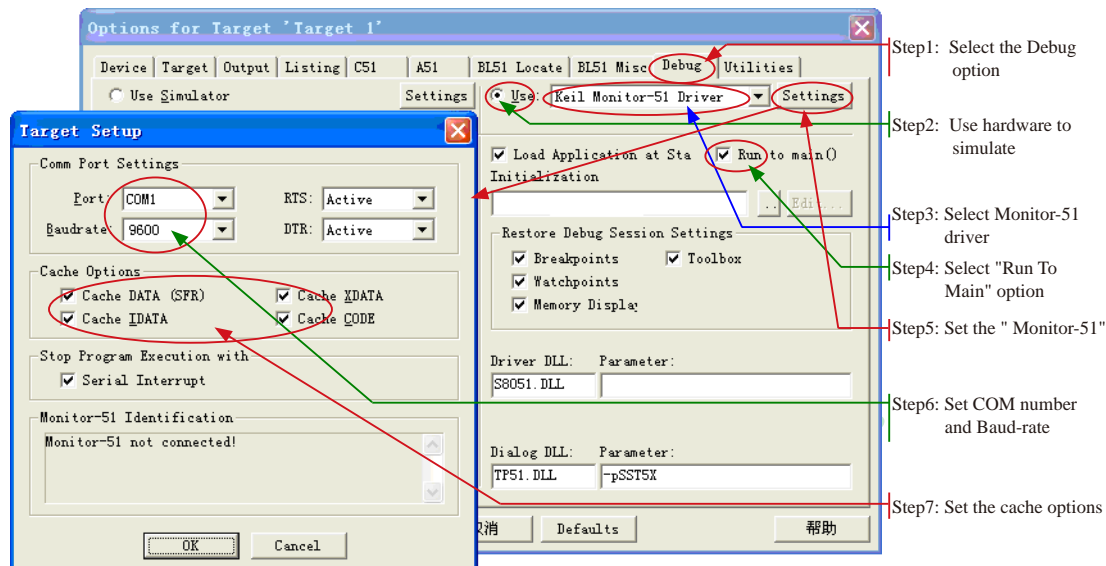 Options for Target 'Target 1'
Device Target Output Listing C51 A51 BL51 Locate BL51 Misc Debug Utilities
Use Simulator Settings
Use: Keil Monitor-51 Driver Settings
Load Application at Sta Run to main()
Initialization
.. Edit...
Restore Debug Session Settings
Breakpoints Toolbox
Watchpoints
Memory Display
Driver DLL: Parameter:
S8051.DLL
Dialog DLL: Parameter:
TP51.DLL -pSST5X
消 Defaults 帮助
Target Setup
Comm Port Settings
Port: COM1 RTS: Active
Baudrate: 9600 DTR: Active
Cache Options
Cache DATA (SFR) Cache XDATA
Cache IDATA Cache CODE
Stop Program Execution with
Serial Interrupt
Monitor-51 Identification
Monitor-51 not connected!
OK Cancel
Step1: Select the Debug
option
Step2: Use hardware to
simulate
Step3: Select Monitor-51
driver
Step4: Select "Run To
Main" option
Step5: Set the " Monitor-51"
Step6: Set COM number
and Baud-rate
Step7: Set the cache options